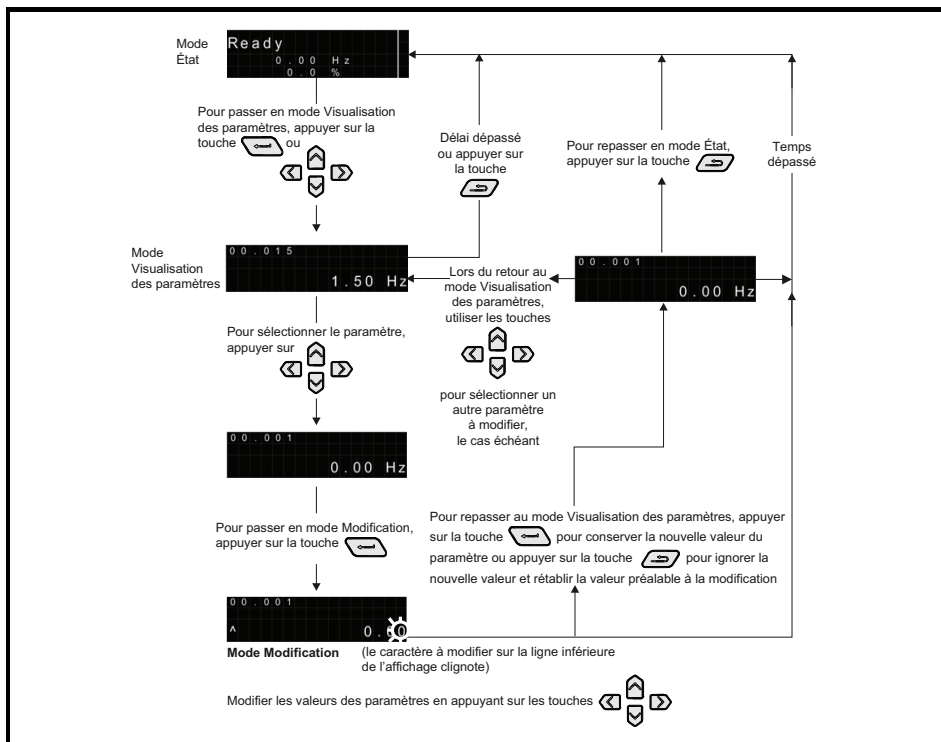 Mode
État
Ready
0.00 Hz
0.0 %
Pour passer en mode Visualisation
des paramètres, appuyer sur la
touche ou
Délai dépassé
ou appuyer sur
la touche
Pour repasser en mode État,
appuyer sur la touche
Temps
dépassé
Mode
Visualisation
des paramètres
00.015
1.50 Hz
Lors du retour au
mode Visualisation
des paramètres,
utiliser les touches
pour sélectionner un
autre paramètre
à modifier,
le cas échéant
00.001
0.00 Hz
Pour sélectionner le paramètre,
appuyer sur
00.001
0.00 Hz
Pour passer en mode Modification,
appuyer sur la touche
Pour repasser au mode Visualisation des paramètres, appuyer
sur la touche pour conserver la nouvelle valeur du
paramètre ou appuyer sur la touche pour ignorer la
nouvelle valeur et rétablir la valeur préalable à la modification
00.001
^ 0.
Mode Modification (le caractère à modifier sur la ligne inférieure
de l'affichage clignote)
Modifier les valeurs des paramètres en appuyant sur les touches